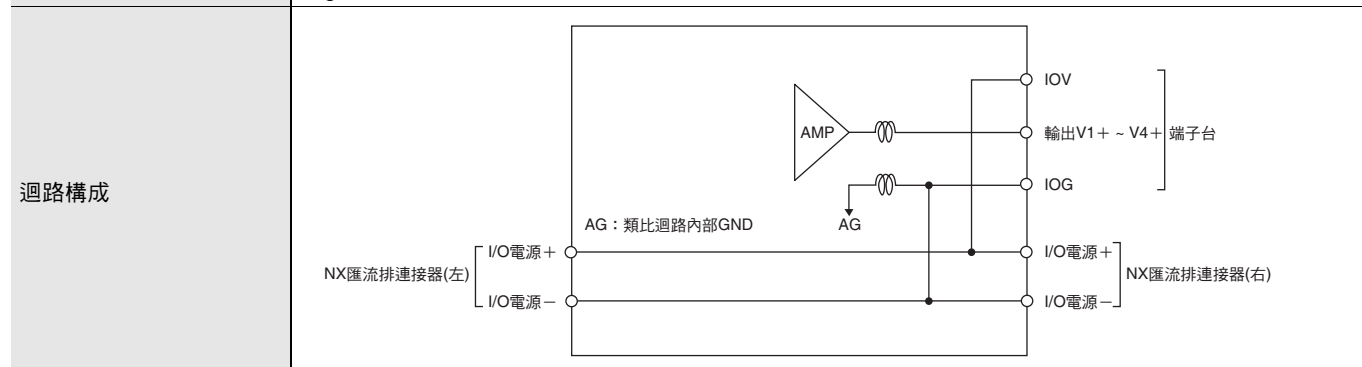 迴路構成
IOV
AMP
輸出V1＋ ~ V4＋ 端子台
IOG
AG：類比迴路內部GND
AG
NX匯流排連接器(左)
I/O電源＋
I/O電源－
I/O電源＋
I/O電源－
NX匯流排連接器(右)